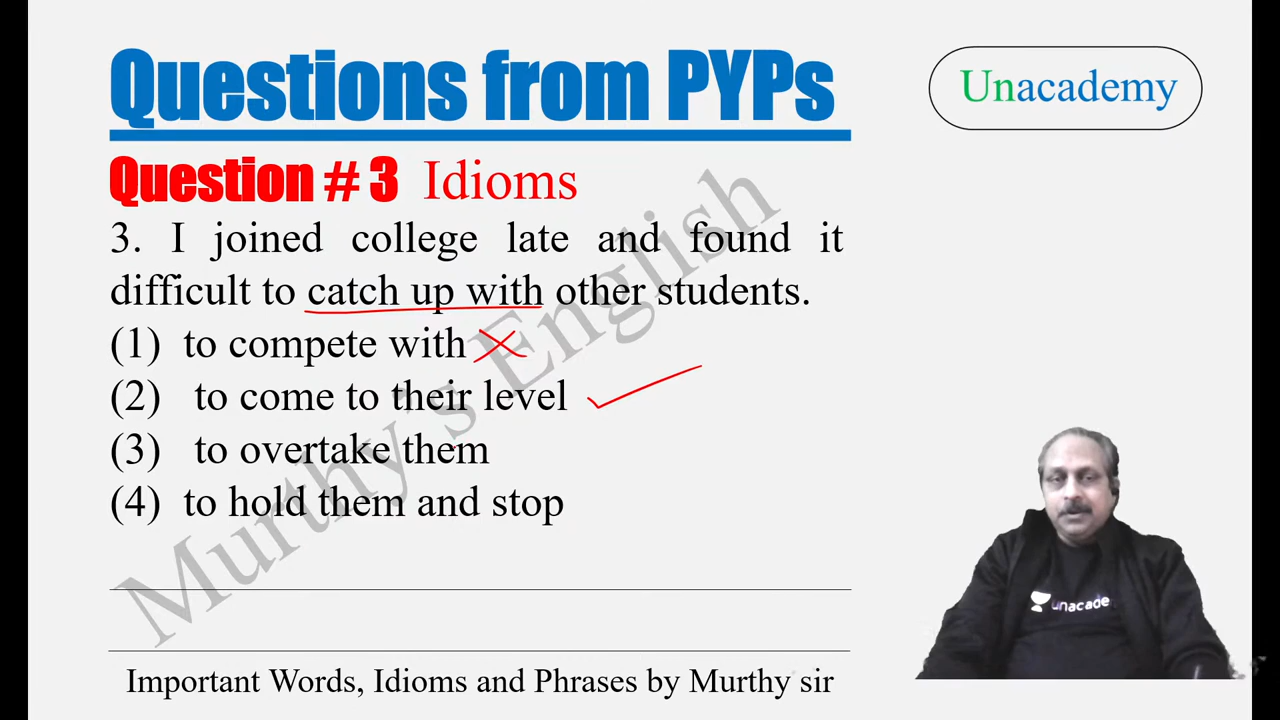 Questions from PYPs
Unacademy
Question # 3 Idioms
3. I joined college late and found it
difficult to catch up with other students.
(1) to compete with
(2) to come to their level
(3) to overtake them
(4) to hold them and stop
Murthy's English
unacade
Important Words, Idioms and Phrases by Murthy sir